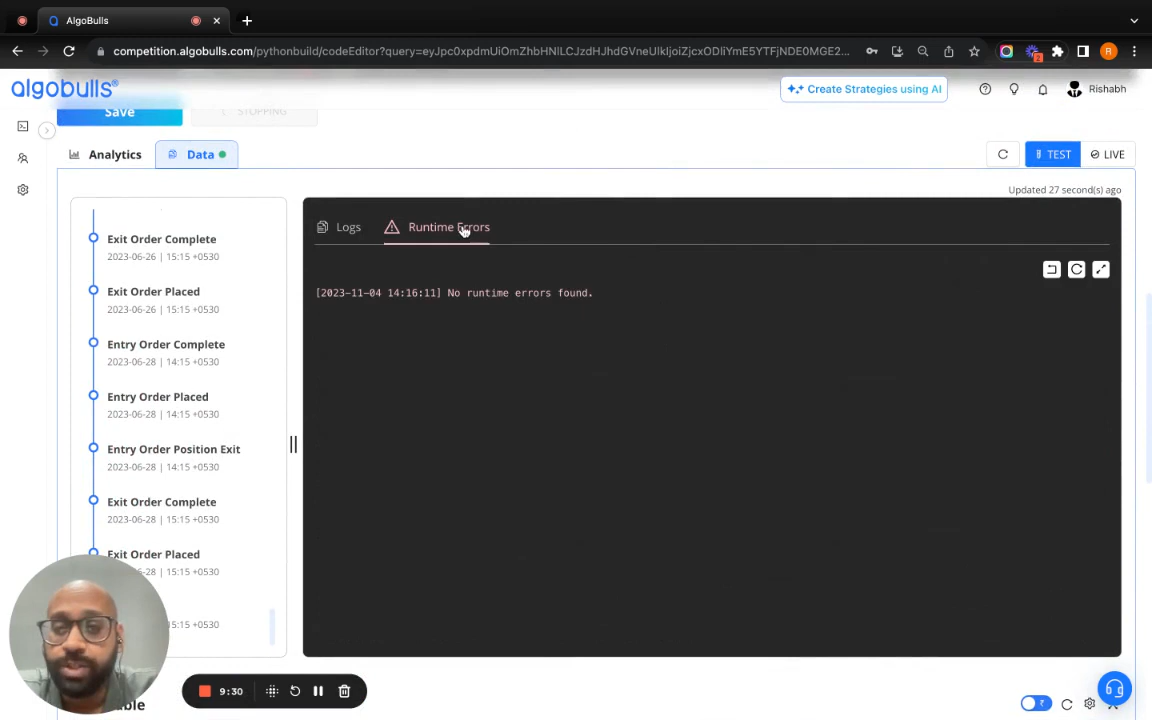 AlgoBulls
competition.algobulls.com/pythonbuild/codeEditor?query=eyJpc0xpdmUiOmZhbHNlLCJzdHJhdGVneUlkIjoiZjcxODliYmE5YTFjNDE0MGE2...
2
R
algobulls®
Create Strategies using AI
Rishabh
Save
STOPPING
Analytics
Data
TEST
LIVE
Updated 27 second(s) ago
Exit Order Complete
2023-06-26 | 15:15 +0530
Exit Order Placed
2023-06-26 | 15:15 +0530
Entry Order Complete
2023-06-28 | 14:15 +0530
Entry Order Placed
2023-06-28 | 14:15 +0530
Entry Order Position Exit
2023-06-28 | 14:15 +0530
Exit Order Complete
2023-06-28 | 15:15 +0530
Exit Order Placed
6-28 | 15:15 +0530
15:15 +0530
Logs
Runtime Errors
[2023-11-04 14:16:11] No runtime errors found.
9:30
₹